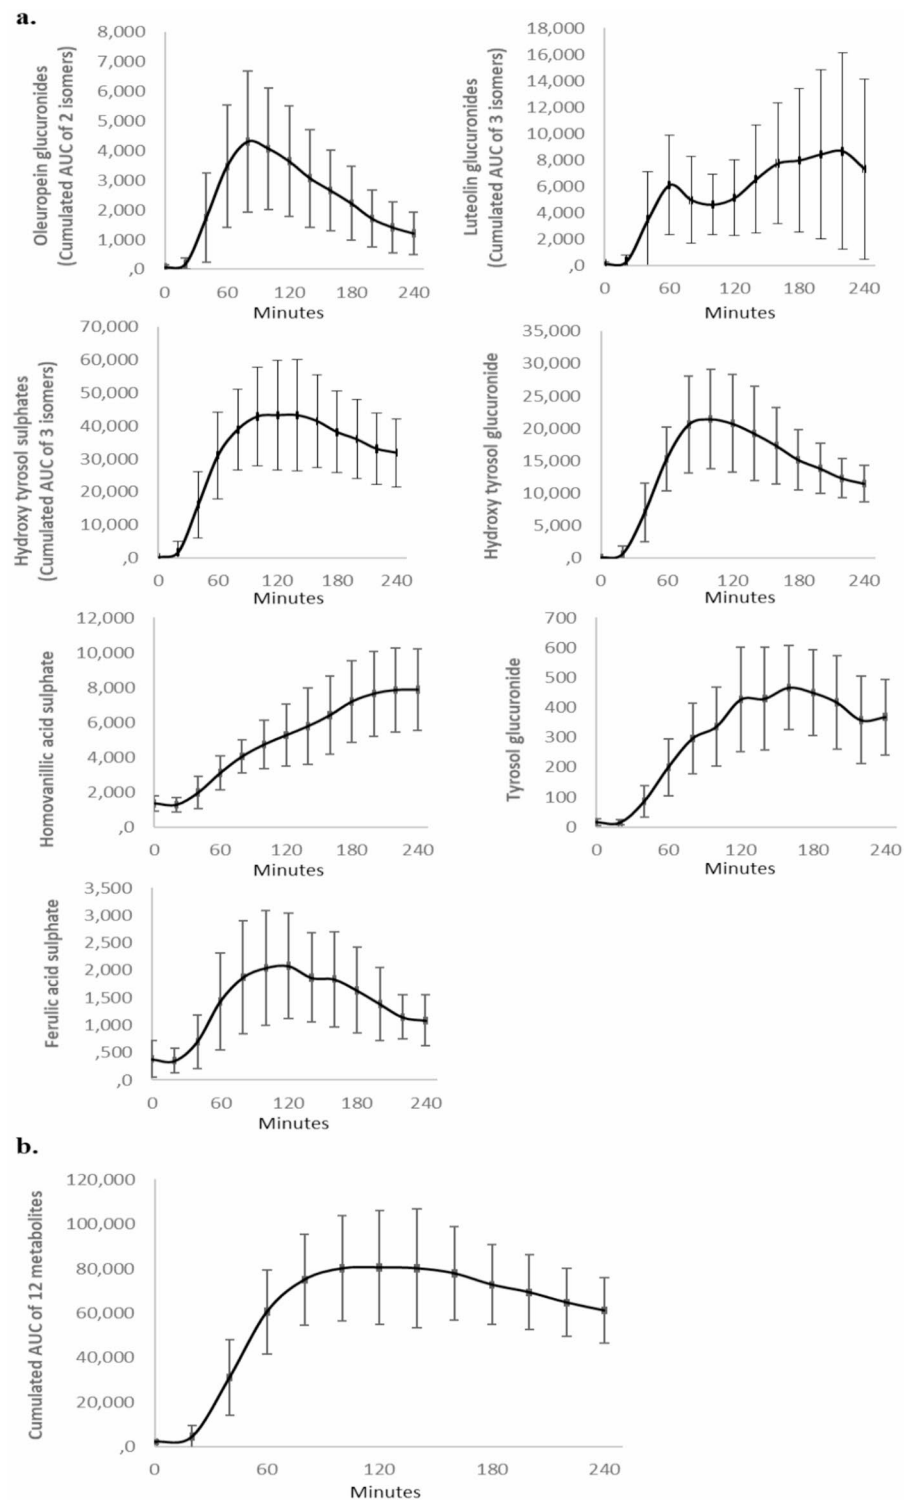 a.
Oleuropein glucuronides
(Cumulated AUC of 2 isomers)
8,000
7,000
6,000
5,000
4,000
3,000
2,000
1,000
,0
0 60 120 180 240
Minutes
Luteolin glucuronides
(Cumulated AUC of 3 isomers)
18,000
16,000
14,000
12,000
10,000
8,000
6,000
4,000
2,000
,0
0 60 120 180 240
Minutes
Hydroxy tyrosol sulphates
(Cumulated AUC of 3 isomers)
70,000
60,000
50,000
40,000
30,000
20,000
10,000
,0
0 60 120 180 240
Minutes
Hydroxy tyrosol glucuronide
35,000
30,000
25,000
20,000
15,000
10,000
5,000
,0
0 60 120 180 240
Minutes
Homovanillic acid sulphate
12,000
10,000
8,000
6,000
4,000
2,000
,0
0 60 120 180 240
Minutes
Tyrosol glucuronide
700
600
500
400
300
200
100
0
0 60 120 180 240
Minutes
Ferulic acid sulphate
3,500
3,000
2,500
2,000
1,500
1,000
,500
,0
0 60 120 180 240
Minutes
b.
Cumulated AUC of 12 metabolites
120,000
100,000
80,000
60,000
40,000
20,000
,0
0 60 120 180 240
Minutes